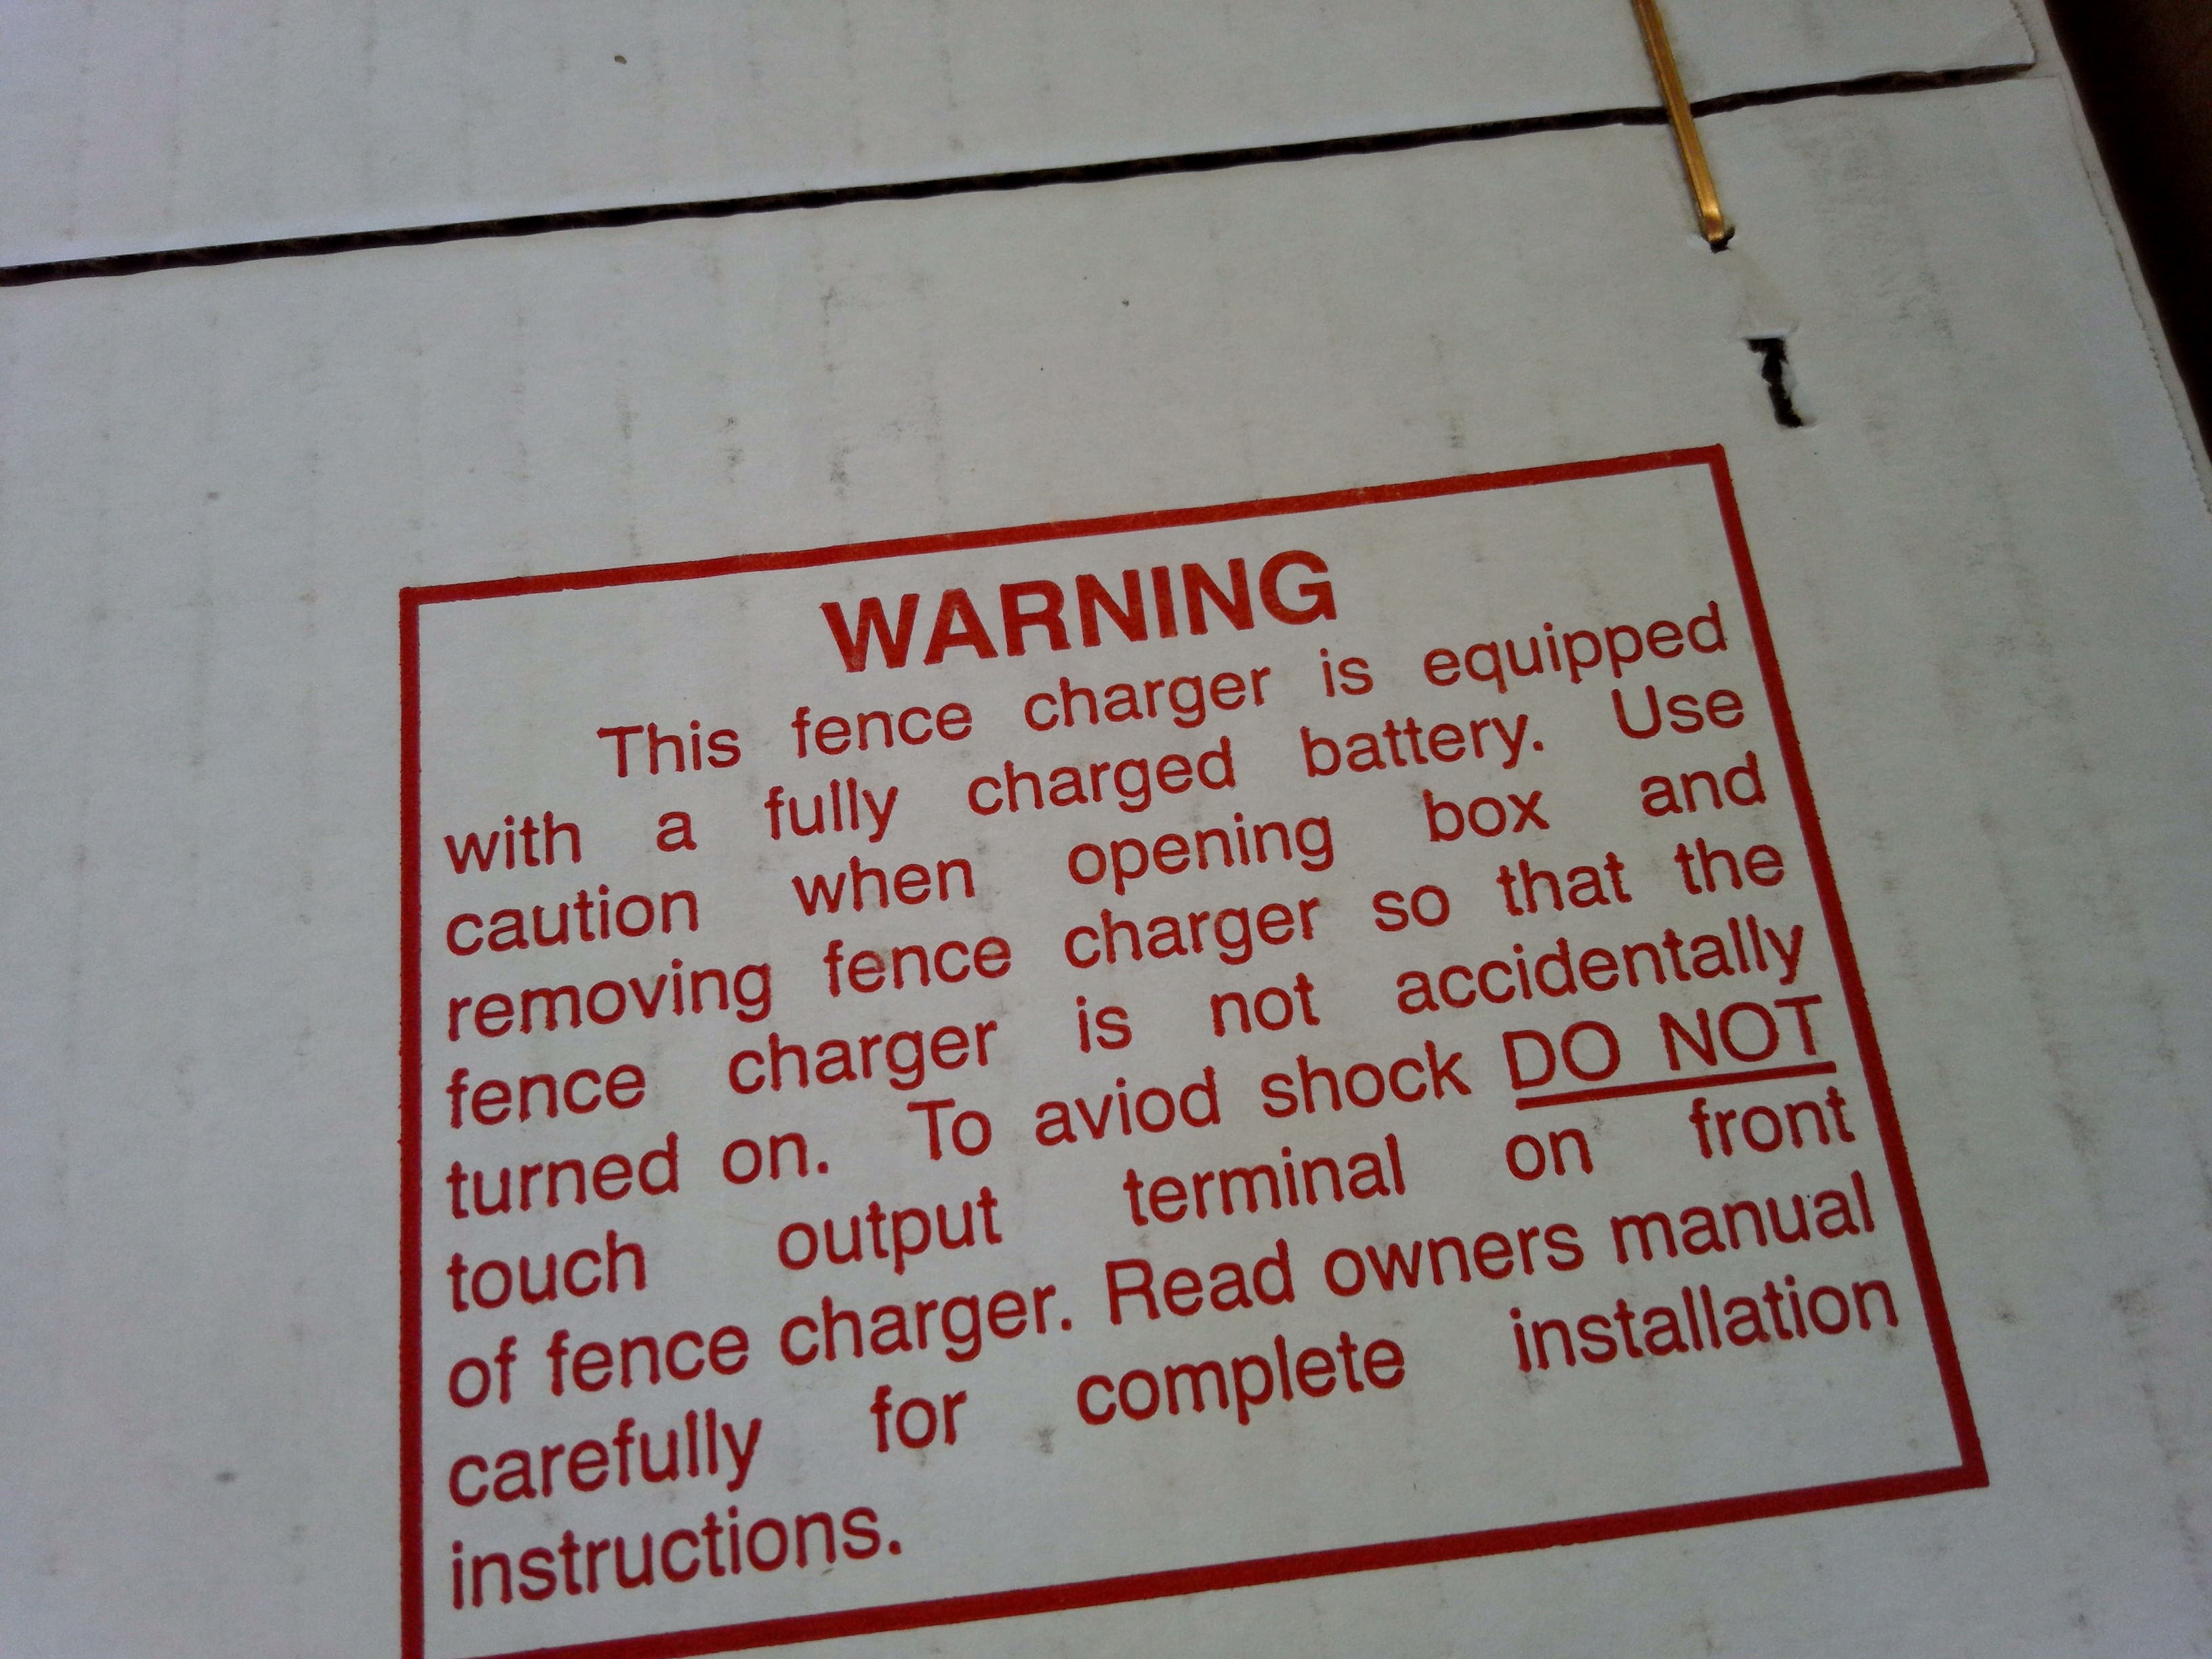 WARNING
This fence charger is equipped
with a fully charged battery. Use
caution when opening box and
removing fence charger so that the
fence charger is not accidentally
turned on. To aviod shock DO NOT
touch output terminal on front
of fence charger. Read owners manual
carefully for complete installation
instructions.